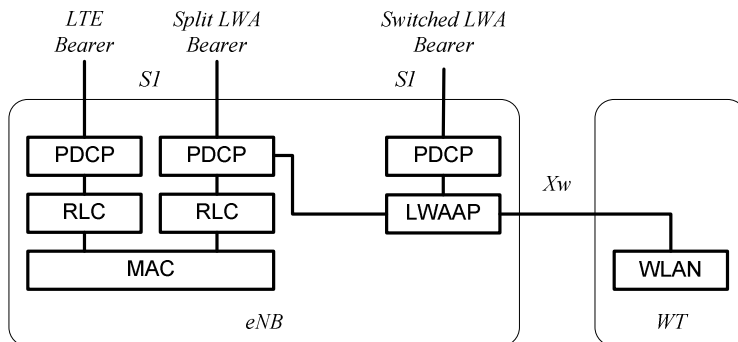 LTE
Bearer
Split LWA
Bearer
Switched LWA
Bearer
S1
S1
PDCP
PDCP
PDCP
RLC
RLC
LWAAP
Xw
MAC
WLAN
eNB
WT